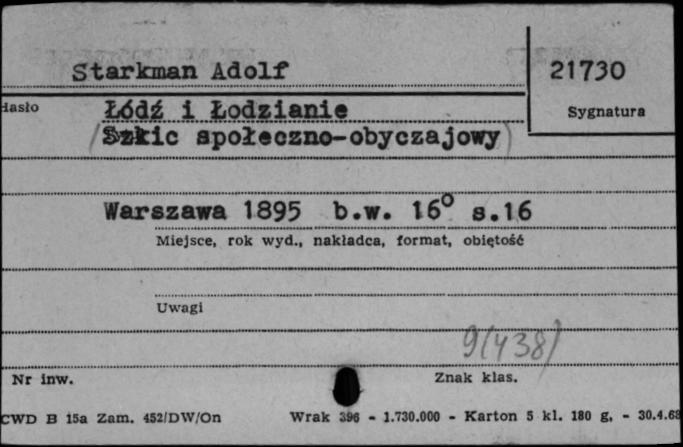 Starkman Adolf
21730
Hasło
Łódź i Łodzianie
Sygnatura
(Szkic społeczno-obyczajowy)
Warszawa 1895 b.w. 16° s.16
Miejsce, rok wyd., nakładca, format, objętość
Uwagi
9(438)
Nr inw.
Znak klas.
CWD B 15a Zam. 452/DW/On
Wrak 396 - 1.730.000 - Karton 5 kl. 180 g. - 30.4.68